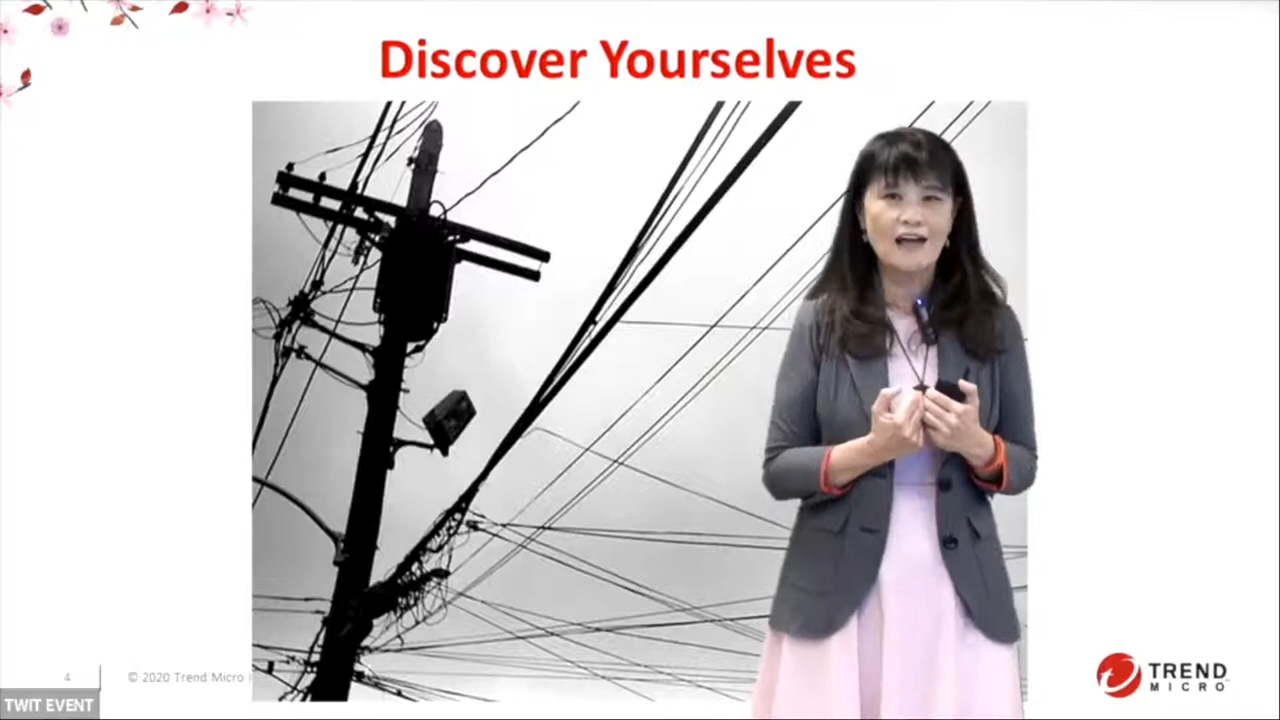 Discover Yourselves
4
© 2020 Trend Micro
TREND
MICRO
TWIT EVENT